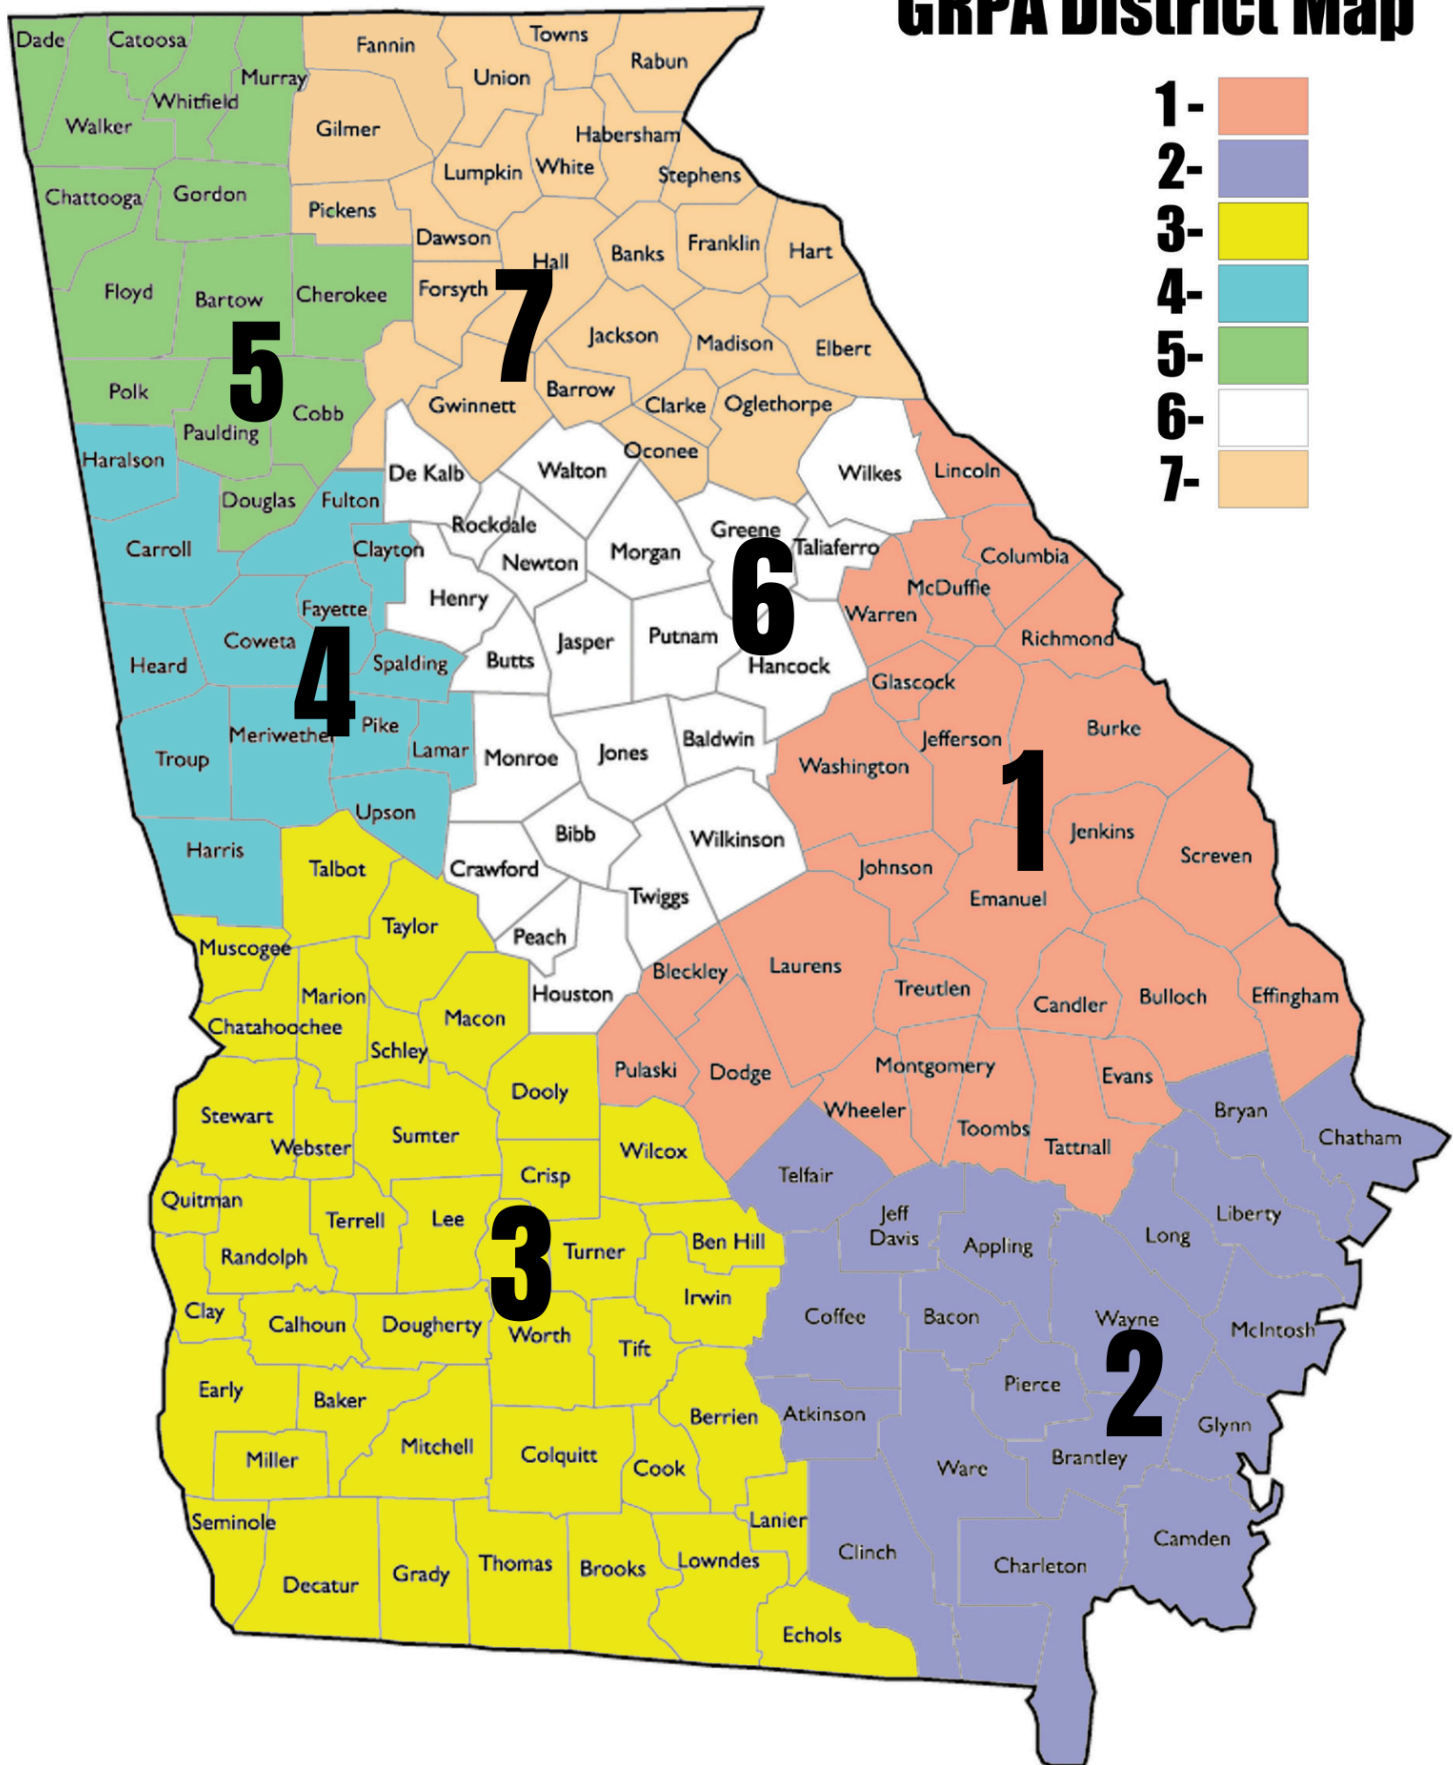 GRPA District Map
1 -
2-
3-
4-
5-
6-
7-
Dade
Catoosa
Fannin
Towns
Rabun
Union
Murray
Whitfield
Walker
Gilmer
Habersham
White
Lumpkin
Stephens
Chattooga
Gordon
Pickens
Dawson
Franklin
Hart
Banks
Hall
Forsyth
Floyd
Bartow
Cherokee
7
Jackson
Madison
Elbert
5
Polk
Cobb
Barrow
Gwinnett
Clarke
Oglethorpe
Paulding
Haralson
Oconee
De Kalb
Walton
Wilkes
Lincoln
Douglas
Fulton
Rockdale
Greene
Carroll
Clayton
Newton
Morgan
Taliaferro
Columbia
6
McDuffie
Henry
Fayette
Warren
Coweta
Jasper
Putnam
Richmond
Heard
Spalding
Butts
Hancock
4
Glascock
Meriwether
Pike
Lamar
Baldwin
Jefferson
Burke
Troup
Monroe
Jones
Washington
1
Upson
Bibb
Wilkinson
Jenkins
Harris
Talbot
Crawford
Johnson
Screven
Twiggs
Emanuel
Taylor
Peach
Muscogee
Bleckley
Laurens
Marion
Houston
Treutlen
Candler
Bulloch
Effingham
Chatahoochee
Macon
Schley
Pulaski
Dodge
Montgomery
Evans
Dooly
Stewart
Wheeler
Bryan
Webster
Sumter
Toombs
Tattnall
Chatham
Wilcox
Crisp
Telfair
Quitman
Terrell
Lee
Jeff
Davis
Liberty
3
Turner
Ben Hill
Appling
Long
Randolph
Irwin
Clay
Calhoun
Dougherty
Worth
Coffee
Bacon
Wayne
McIntosh
Tift
2
Early
Baker
Pierce
Berrien
Atkinson
Glynn
Miller
Mitchell
Colquitt
Cook
Ware
Brantley
Seminole
Lanier
Camden
Decatur
Grady
Thomas
Brooks
Lowndes
Clinch
Charleton
Echols